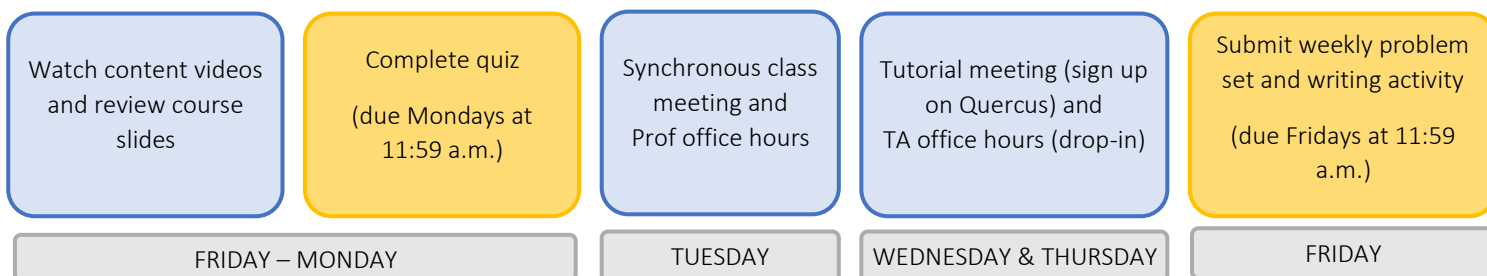 Watch content videos
and review course
slides
Complete quiz
(due Mondays at
11:59 a.m.)
Synchronous class
meeting and
Prof office hours
Tutorial meeting (sign up
on Quercus) and
TA office hours (drop-in)
Submit weekly problem
set and writing activity
(due Fridays at 11:59
a.m.)
FRIDAY – MONDAY
TUESDAY
WEDNESDAY & THURSDAY
FRIDAY